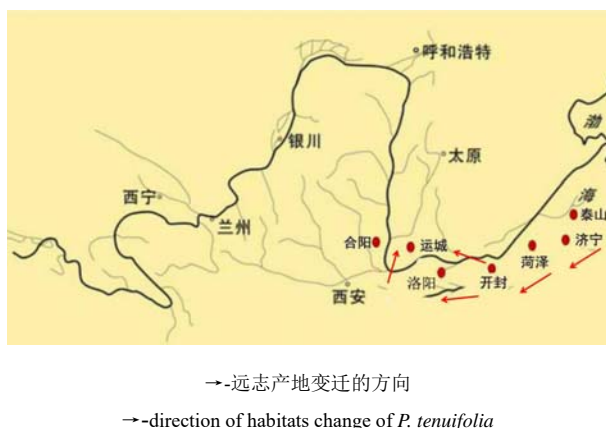 呼和浩特
渤
银川
太原
海
西宁
泰山
兰州
合阳
运城
济宁
菏泽
洛阳
开封
西安
→-远志产地变迁的方向
→-direction of habitats change of P. tenuifolia